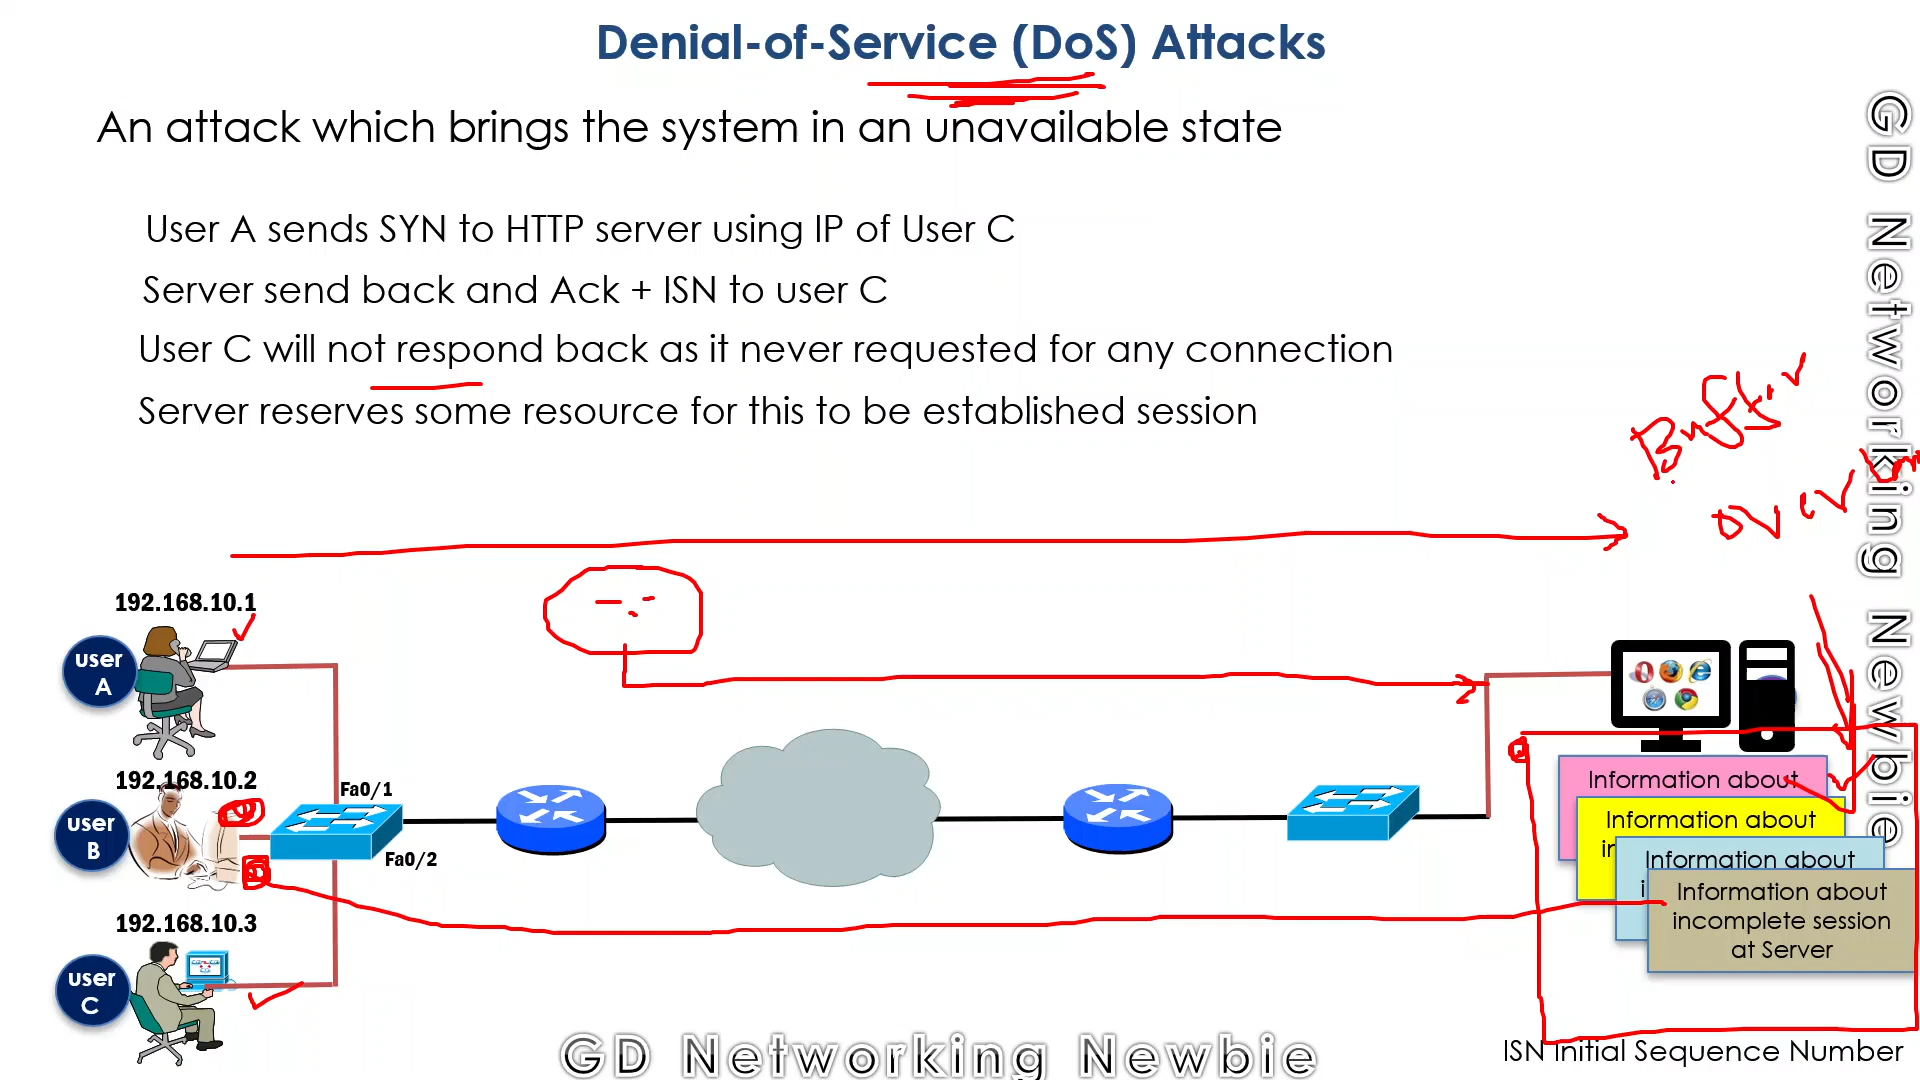 Denial-of-Service (DoS) Attacks
An attack which brings the system in an unavailable state
User A sends SYN to HTTP server using IP of User C
Server send back and Ack + ISN to user C
User C will not respond back as it never requested for any connection
Server reserves some resource for this to be established session
Buffer
over
192.168.10.1
user
A
192.168.10.2
user
B
Fa0/1
Fa0/2
192.168.10.3
user
C
Information about
Information about
Information about
Information about
incomplete session
at Server
ISN Initial Sequence Number
GD Networking Newbie
GD Networking Newbie